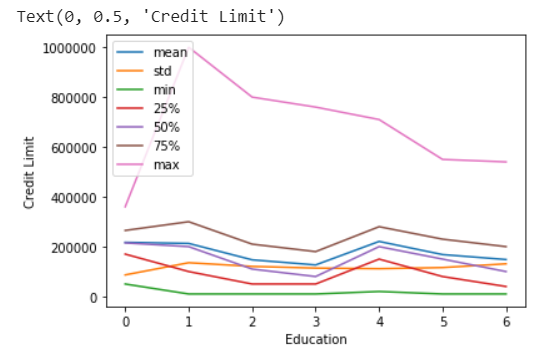 Text(0, 0.5, 'Credit Limit')
1000000
800000
600000
400000
200000
0
Credit Limit
mean
std
min
25%
50%
75%
max
0 1 2 3 4 5 6
Education